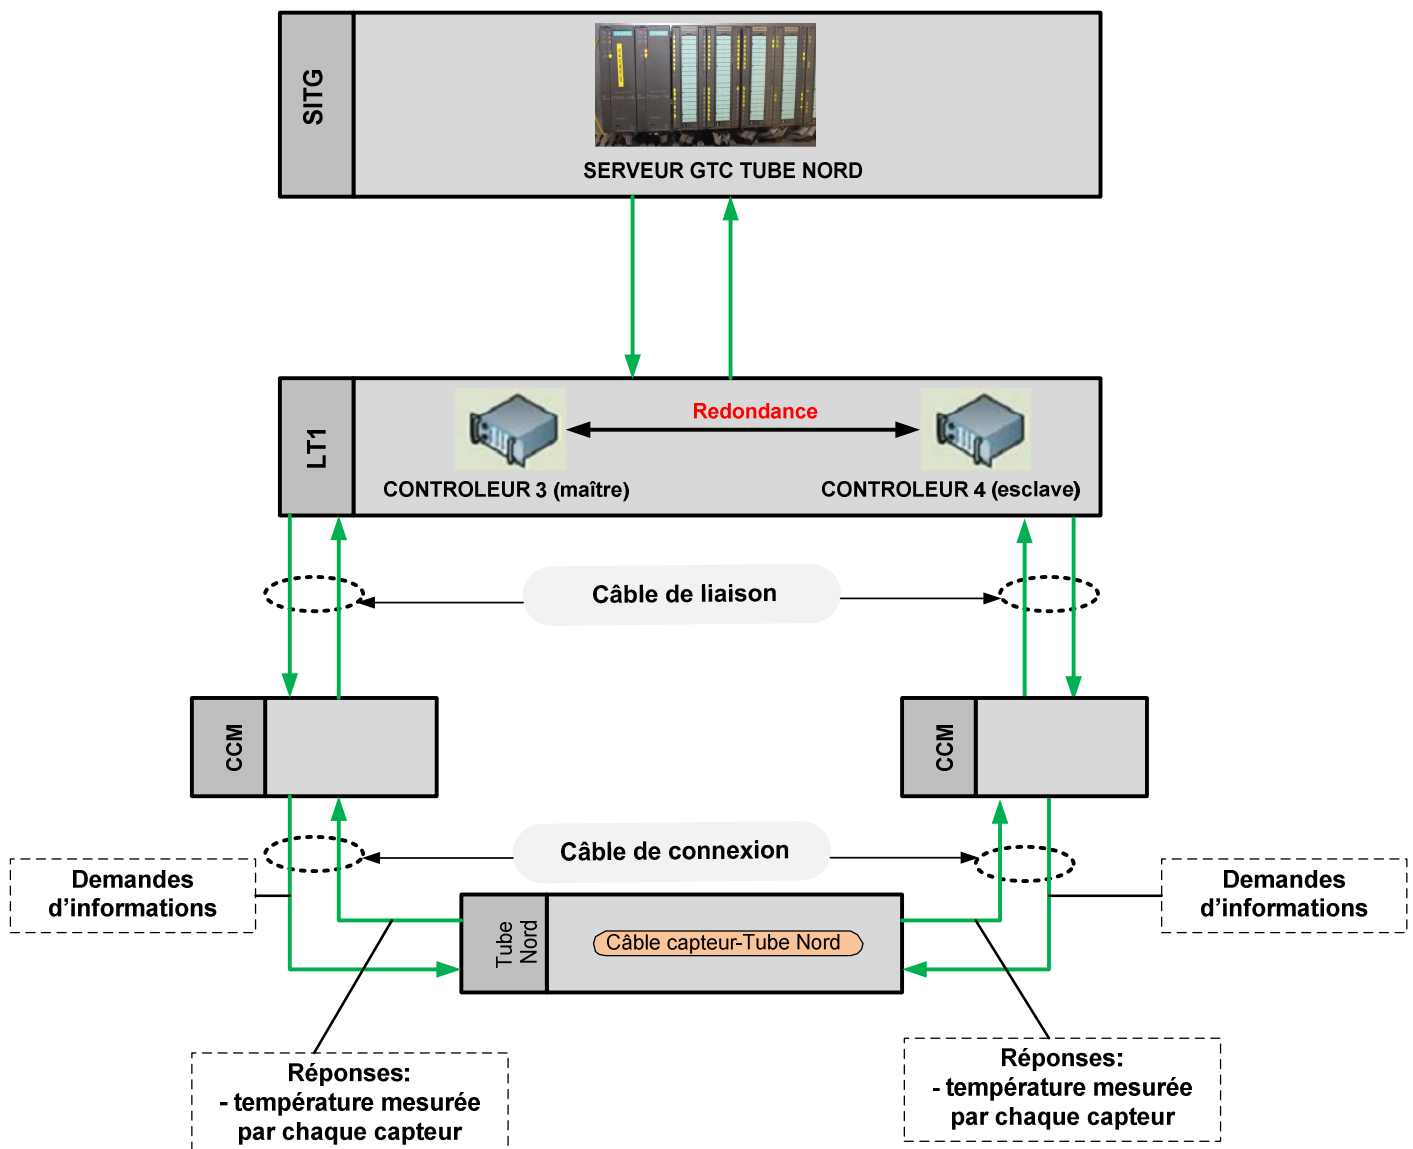 SITG
SERVEUR GTC TUBE NORD
LT1
Redondance
CONTROLEUR 3 (maître)
CONTROLEUR 4 (esclave)
Câble de liaison
CCM
CCM
Câble de connexion
Demandes
d'informations
Demandes
d'informations
Tube
Nord
Câble capteur-Tube Nord
Réponses:
- température mesurée
par chaque capteur
Réponses:
- température mesurée
par chaque capteur